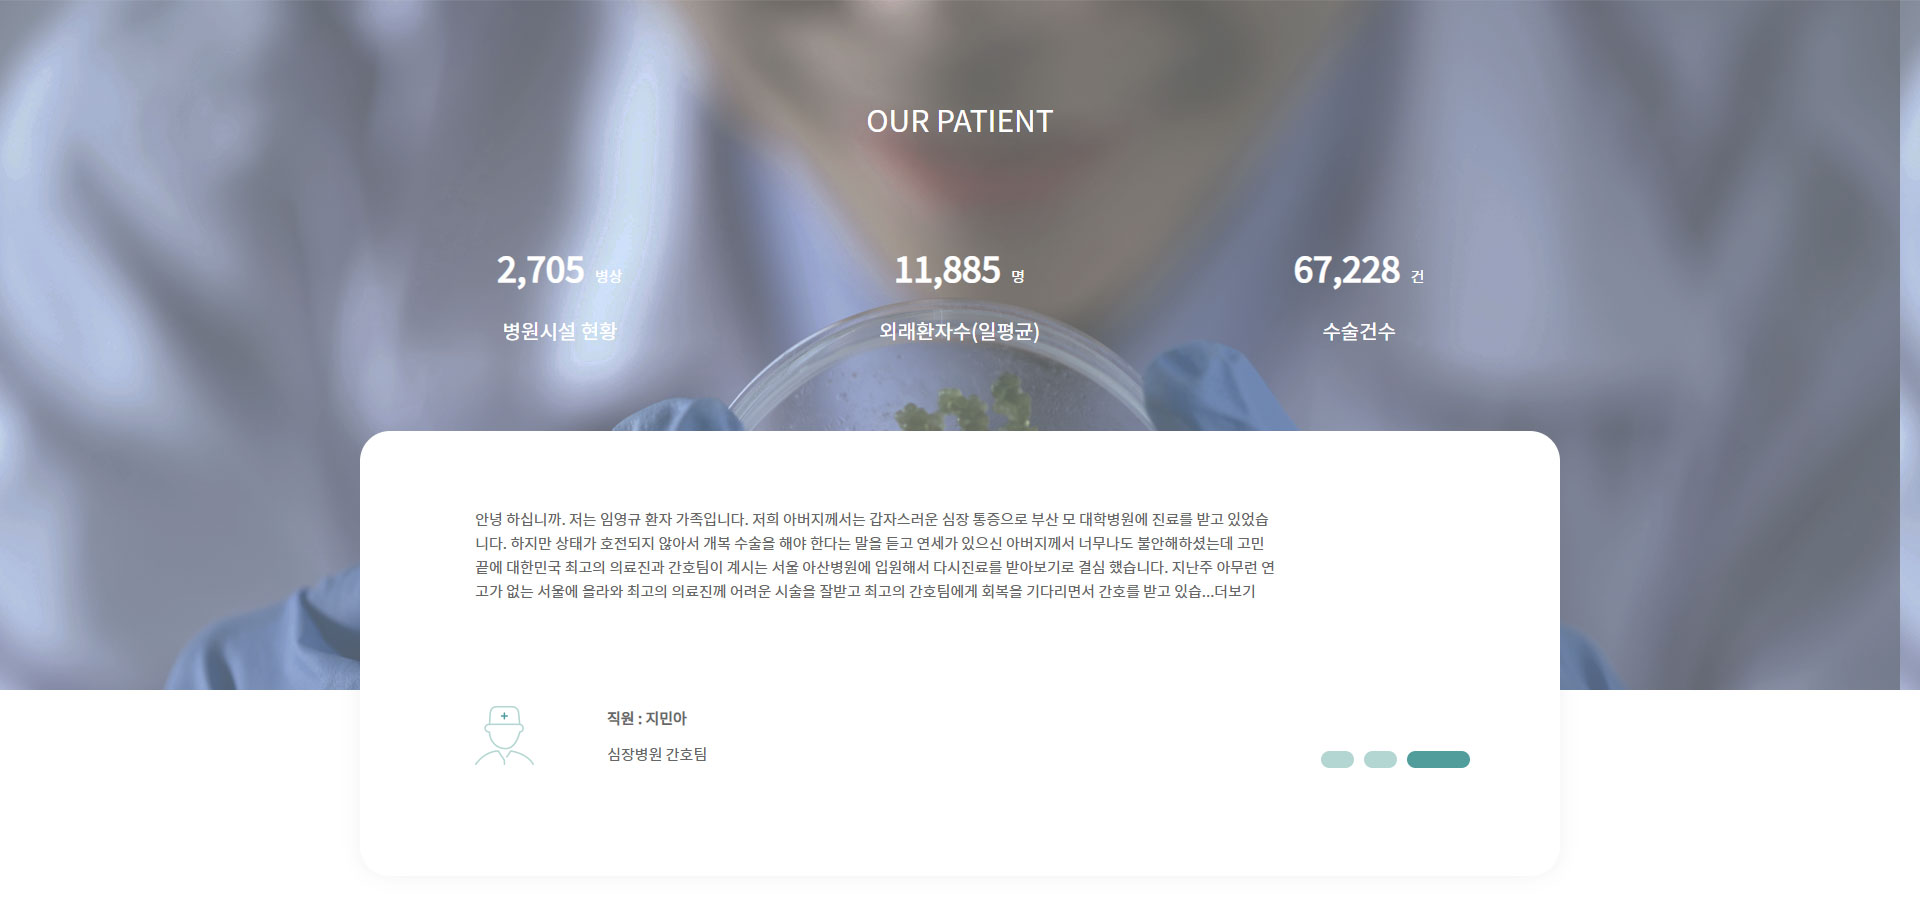 OUR PATIENT
2,705 병상
11,885 명
67,228 건
병원시설 현황
외래환자수(일평균)
수술건수
안녕 하십니까. 저는 임영규 환자 가족입니다. 저희 아버지께서는 갑자스러운 심장 통증으로 부산 모 대학병원에 진료를 받고 있었습
니다. 하지만 상태가 호전되지 않아서 개복 수술을 해야 한다는 말을 듣고 연세가 있으신 아버지께서 너무나도 불안해하셨는데 고민
끝에 대한민국 최고의 의료진과 간호팀이 계시는 서울 아산병원에 입원해서 다시진료를 받아보기로 결심 했습니다. 지난주 아무런 연
고가 없는 서울에 올라와 최고의 의료진께 어려운 시술을 잘받고 최고의 간호팀에게 회복을 기다리면서 간호를 받고 있습...더보기
직원 : 지민아
심장병원 간호팀